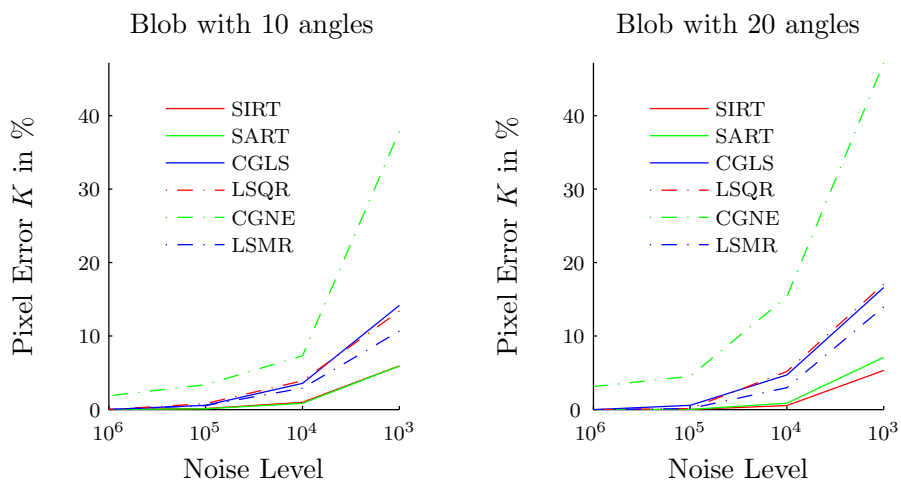 Blob with 10 angles
Pixel Error K in %
40
30
20
10
0
SIRT
SART
CGLS
LSQR
CGNE
LSMR
10^6
10^5
10^4
10^3
Noise Level
Blob with 20 angles
Pixel Error K in %
40
30
20
10
0
SIRT
SART
CGLS
LSQR
CGNE
LSMR
10^6
10^5
10^4
10^3
Noise Level